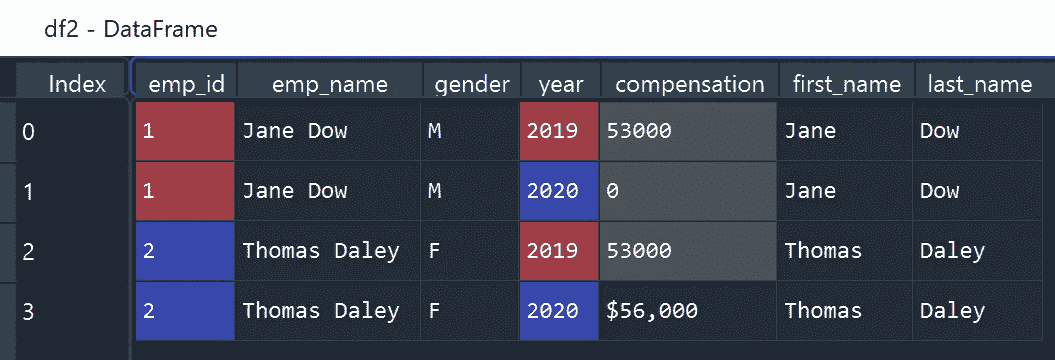 df2 - DataFrame
Index emp_id emp_name gender year compensation first_name last_name
0 1 Jane Dow M 2019 53000 Jane Dow
1 1 Jane Dow M 2020 0 Jane Dow
2 2 Thomas Daley F 2019 53000 Thomas Daley
3 2 Thomas Daley F 2020 $56,000 Thomas Daley